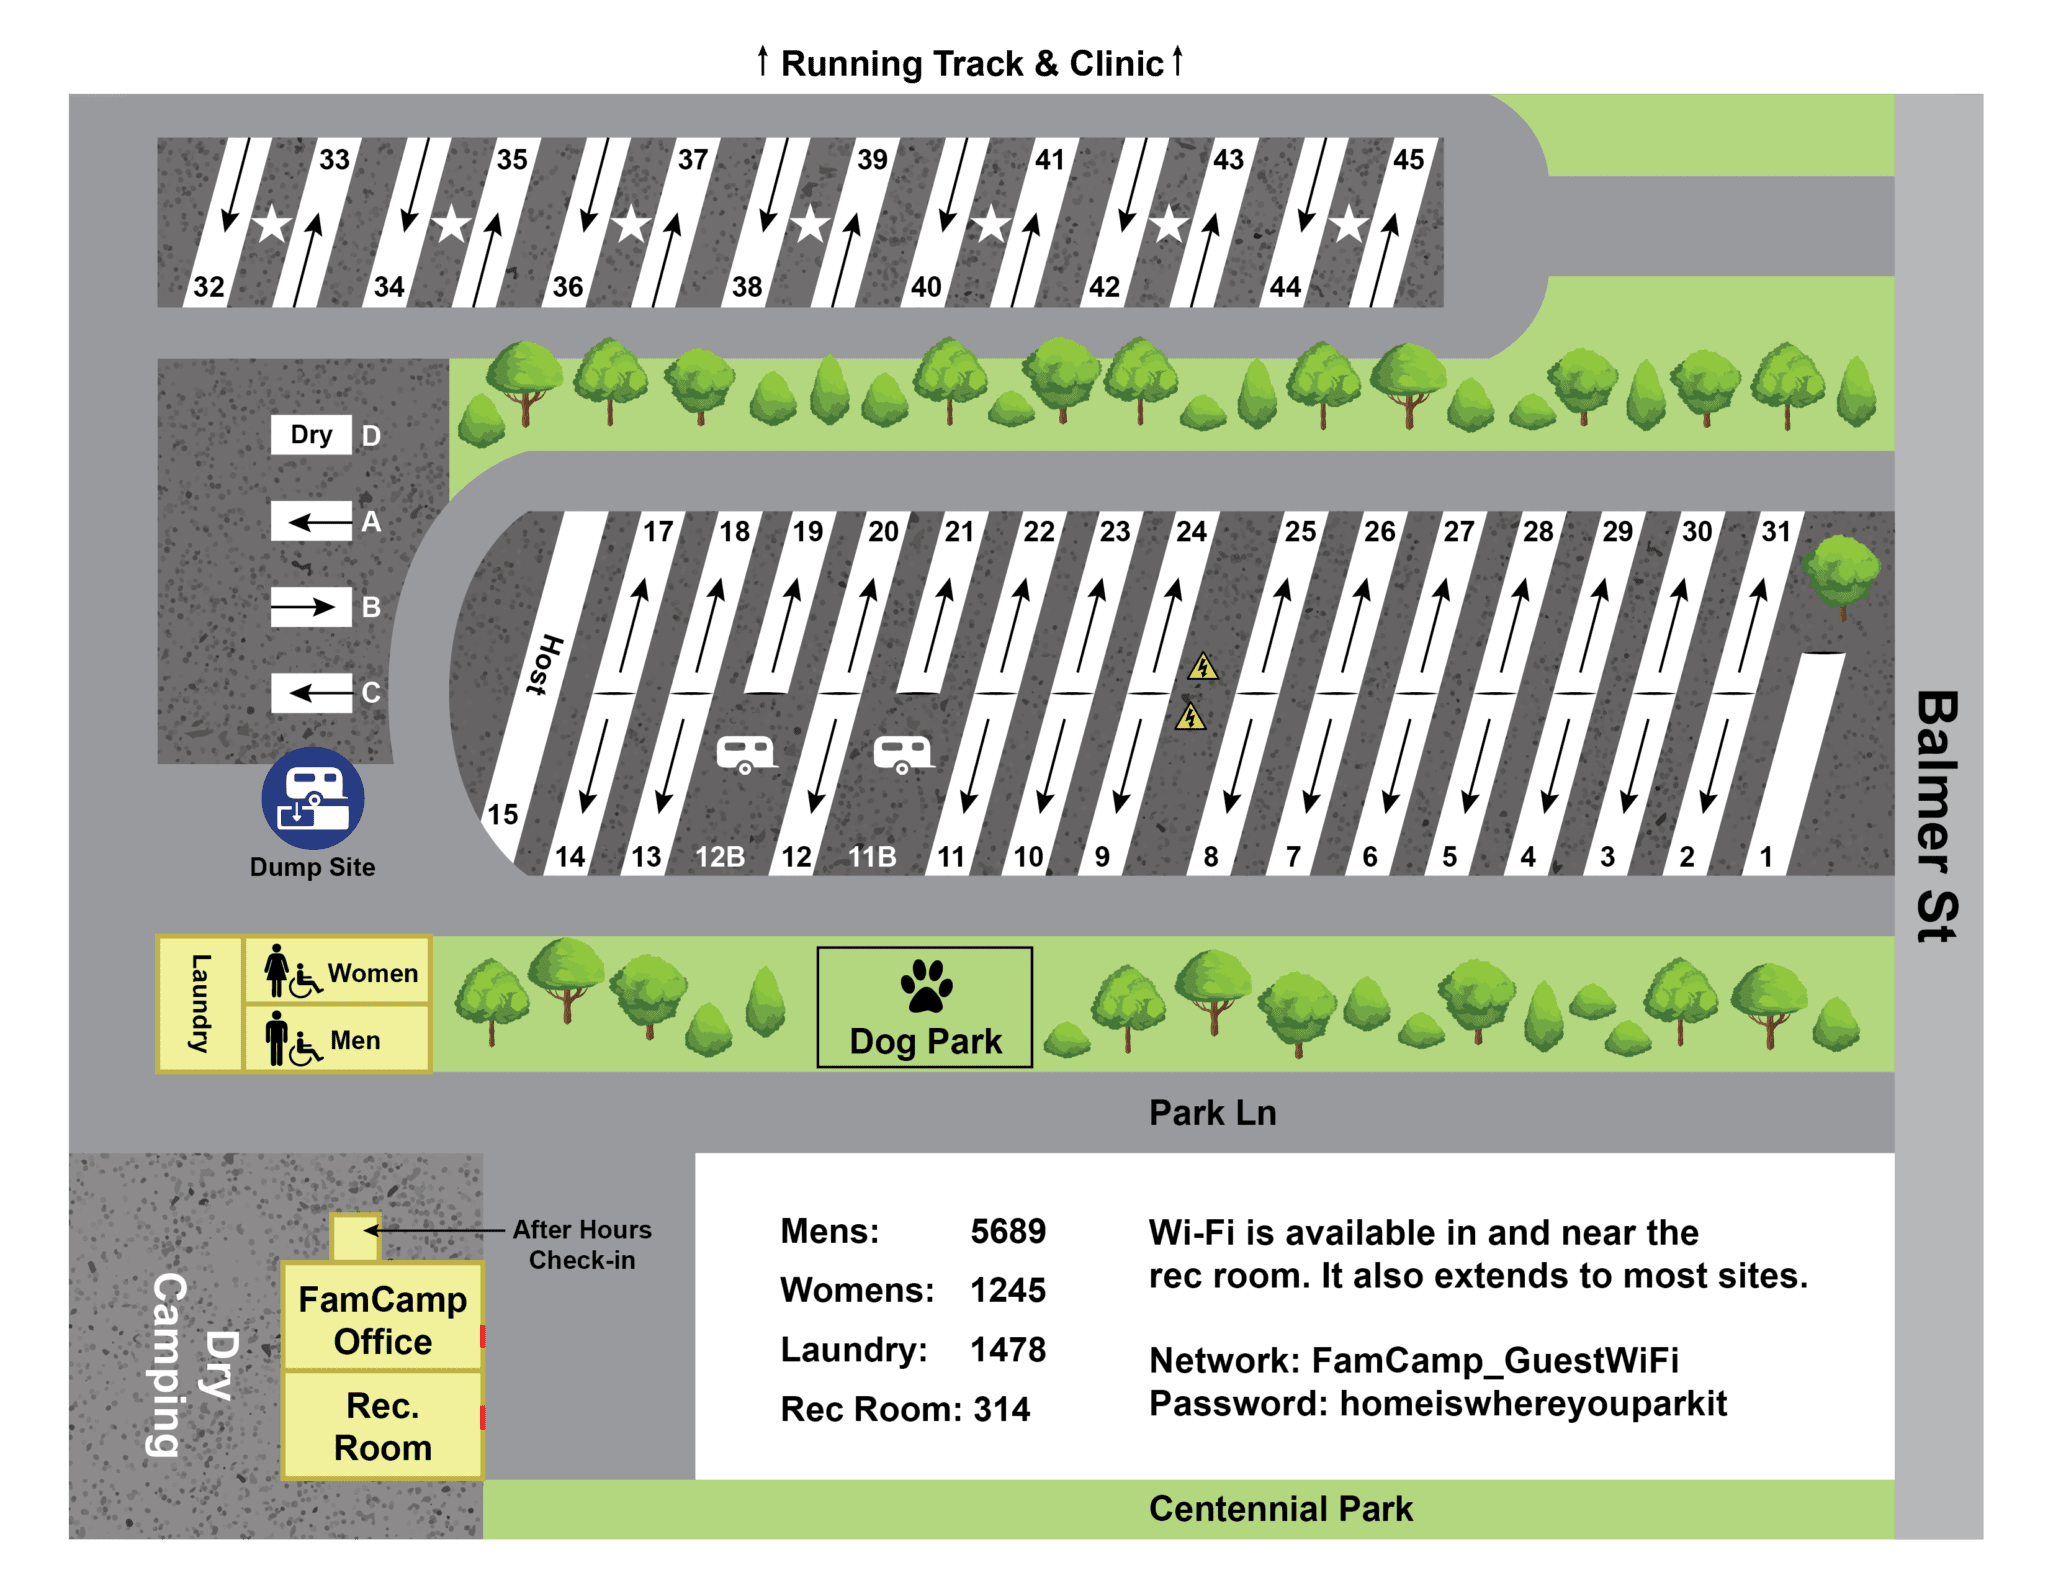 Running Track & Clinic
33 35 37 39 41 43 45
32 34 36 38 40 42 44
Dry D
A
B
C
Dump Site
17 18 19 20 21 22 23 24 25 26 27 28 29 30 31
Host
15
14 13 12B 12 11B 11 10 9 8 7 6 5 4 3 2 1
Balmer St
Laundry
Women
Men
Dog Park
Park Ln
After Hours
Check-in
FamCamp
Office
Rec.
Room
Dry
Camping
Mens: 5689
Womens: 1245
Laundry: 1478
Rec Room: 314
Wi-Fi is available in and near the
rec room. It also extends to most sites.
Network: FamCamp_GuestWiFi
Password: homeiswhereyouparkit
Centennial Park